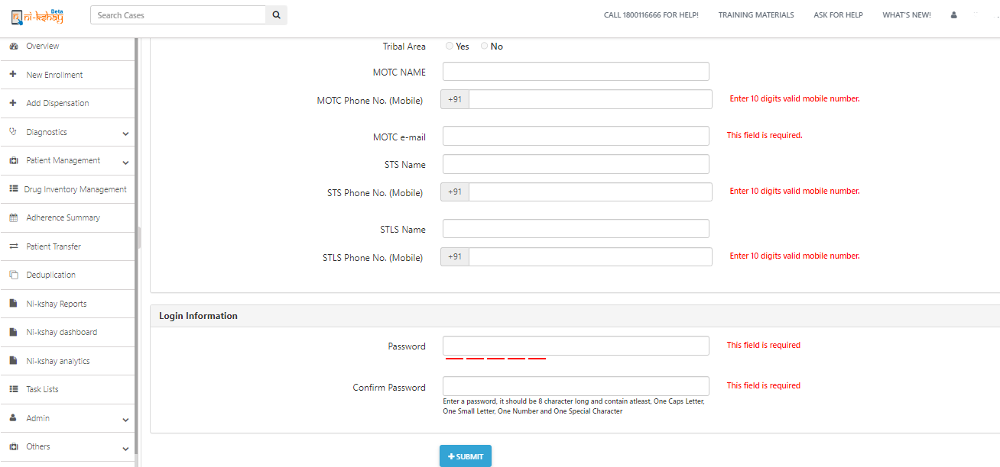 Beta
ni-kshay
Search Cases
CALL 1800116666 FOR HELP!
TRAINING MATERIALS
ASK FOR HELP
WHAT'S NEW!
Overview
New Enrollment
Add Dispensation
Diagnostics
Patient Management
Drug Inventory Management
Adherence Summary
Patient Transfer
Deduplication
Ni-kshay Reports
Ni-kshay dashboard
Ni-kshay analytics
Task Lists
Admin
Others
Tribal Area Yes No
MOTC NAME
MOTC Phone No. (Mobile) +91 Enter 10 digits valid mobile number.
MOTC e-mail This field is required.
STS Name
STS Phone No. (Mobile) +91 Enter 10 digits valid mobile number.
STLS Name
STLS Phone No. (Mobile) +91 Enter 10 digits valid mobile number.
Login Information
Password This field is required
Confirm Password This field is required
Enter a password, it should be 8 character long and contain atleast, One Caps Letter,
One Small Letter, One Number and One Special Character
+ SUBMIT